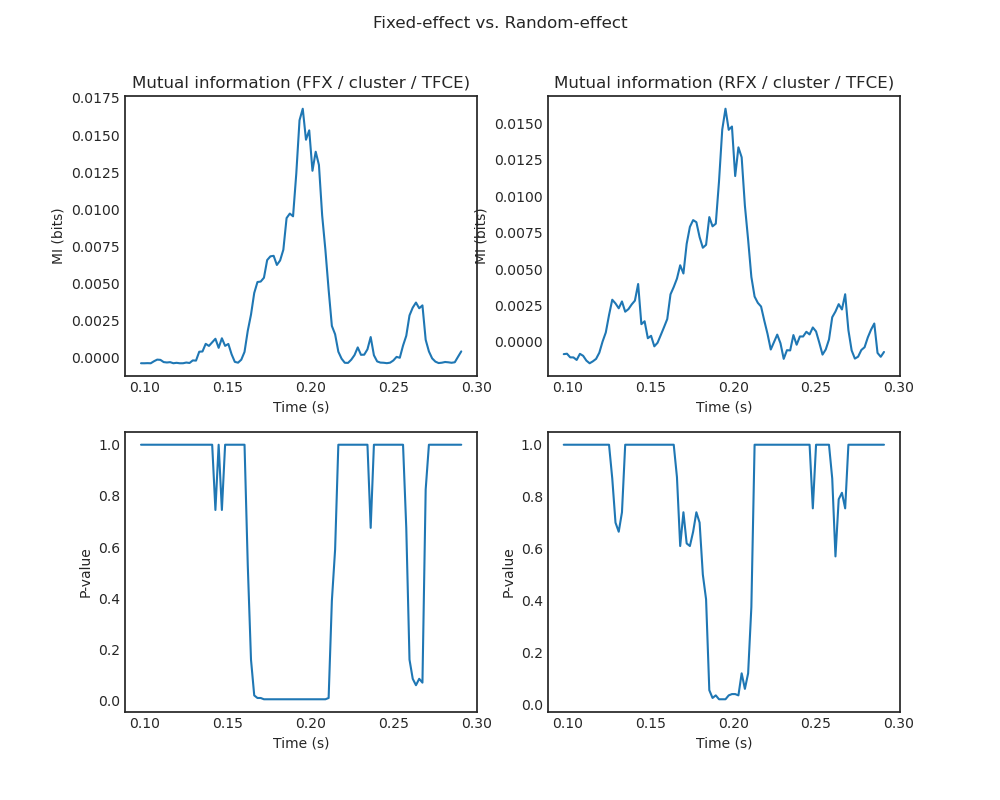 Fixed-effect vs. Random-effect
Mutual information (FFX / cluster / TFCE)
MI (bits)
0.0175
0.0150
0.0125
0.0100
0.0075
0.0050
0.0025
0.0000
0.10 0.15 0.20 0.25 0.30
Time (s)
Mutual information (RFX / cluster / TFCE)
MI (bits)
0.0150
0.0125
0.0100
0.0075
0.0050
0.0025
0.0000
0.10 0.15 0.20 0.25 0.30
Time (s)
P-value
1.0
0.8
0.6
0.4
0.2
0.0
0.10 0.15 0.20 0.25 0.30
Time (s)
P-value
1.0
0.8
0.6
0.4
0.2
0.0
0.10 0.15 0.20 0.25 0.30
Time (s)